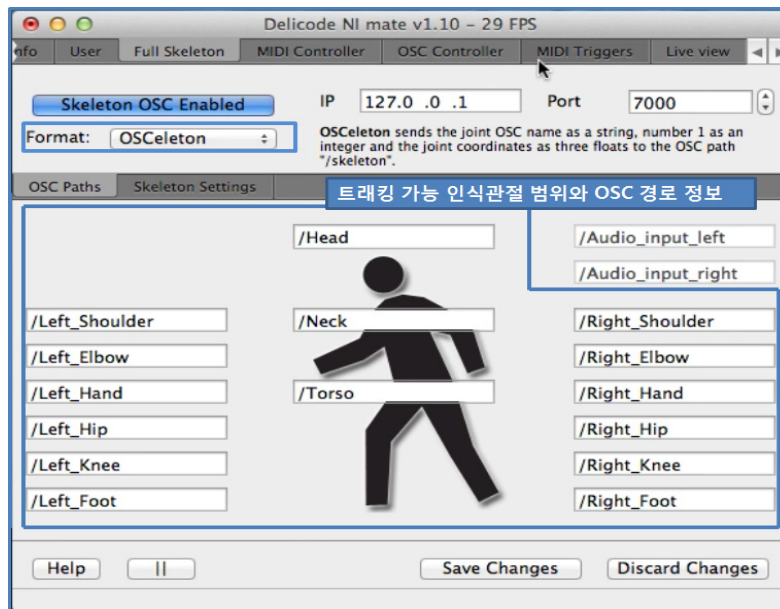 Delicode NI mate v1.10 – 29 FPS
nfo User Full Skeleton MIDI Controller OSC Controller MIDI Triggers Live view
Skeleton OSC Enabled
IP 127.0 .0 .1 Port 7000
Format: OSCeleton
OSCeleton sends the joint OSC name as a string, number 1 as an
integer and the joint coordinates as three floats to the OSC path
"/skeleton".
OSC Paths Skeleton Settings
트래킹 가능 인식관절 범위와 OSC 경로 정보
/Head /Audio_input_left
/Audio_input_right
/Left_Shoulder /Neck /Right_Shoulder
/Left_Elbow /Right_Elbow
/Left_Hand /Torso /Right_Hand
/Left_Hip /Right_Hip
/Left_Knee /Right_Knee
/Left_Foot /Right_Foot
Help || Save Changes Discard Changes